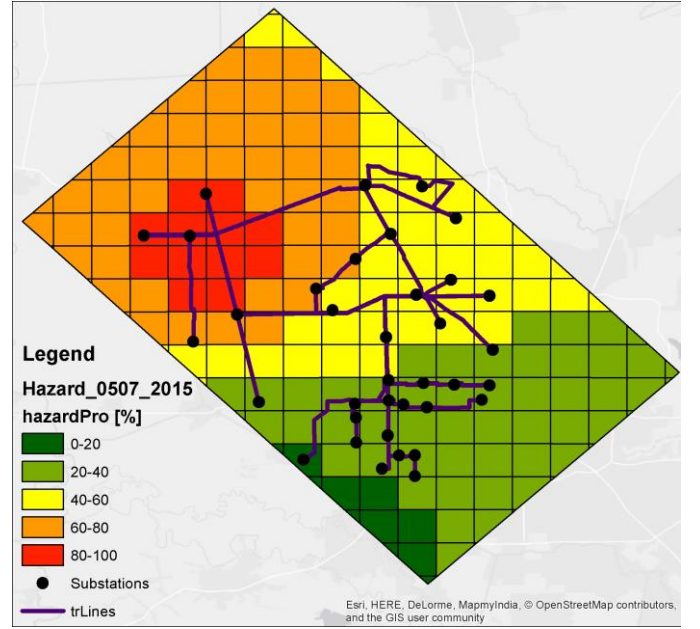 Legend
Hazard_0507_2015
hazardPro [%]
0-20
20-40
40-60
60-80
80-100
Substations
trLines
Esri, HERE, DeLorme, MapmyIndia, © OpenStreetMap contributors,
and the GIS user community